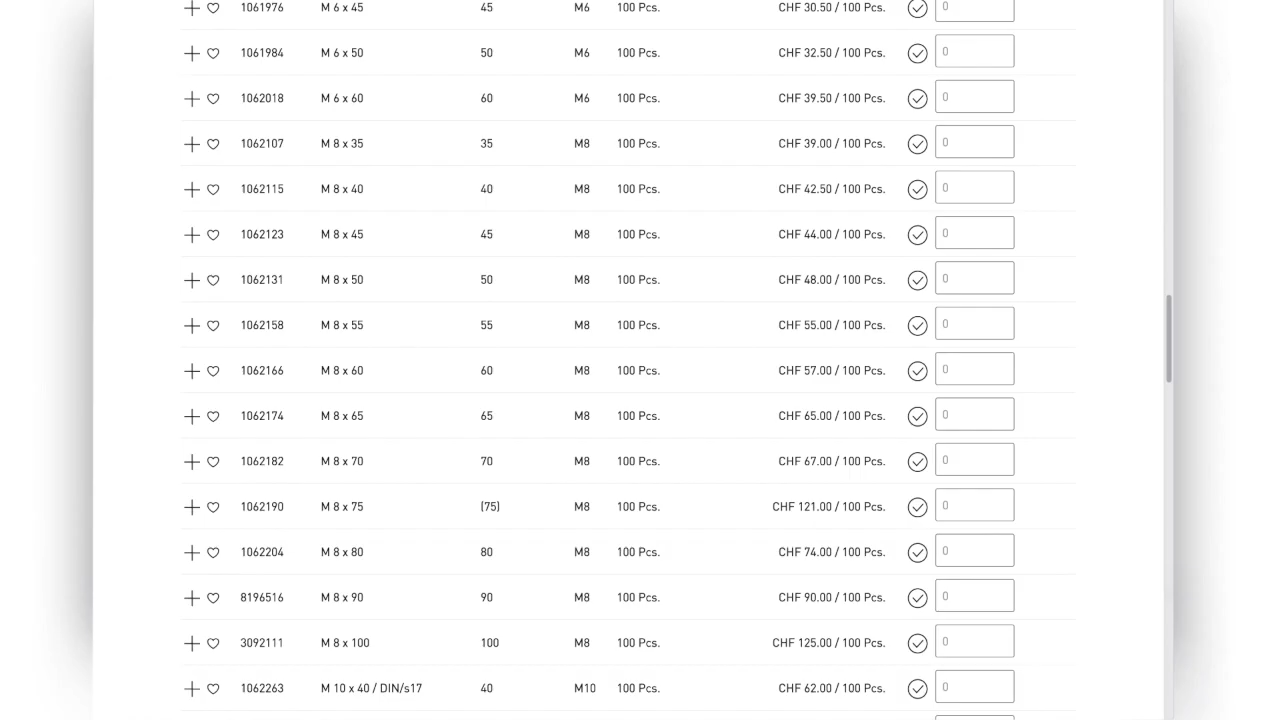 1061976 M 6 x 45 45 M6 100 Pcs. CHF 30.50 / 100 Pcs. 0
1061984 M 6 x 50 50 M6 100 Pcs. CHF 32.50 / 100 Pcs. 0
1062018 M 6 x 60 60 M6 100 Pcs. CHF 39.50 / 100 Pcs. 0
1062107 M 8 x 35 35 M8 100 Pcs. CHF 39.00 / 100 Pcs. 0
1062115 M 8 x 40 40 M8 100 Pcs. CHF 42.50 / 100 Pcs. 0
1062123 M 8 x 45 45 M8 100 Pcs. CHF 44.00 / 100 Pcs. 0
1062131 M 8 x 50 50 M8 100 Pcs. CHF 48.00 / 100 Pcs. 0
1062158 M 8 x 55 55 M8 100 Pcs. CHF 55.00 / 100 Pcs. 0
1062166 M 8 x 60 60 M8 100 Pcs. CHF 57.00 / 100 Pcs. 0
1062174 M 8 x 65 65 M8 100 Pcs. CHF 65.00 / 100 Pcs. 0
1062182 M 8 x 70 70 M8 100 Pcs. CHF 67.00 / 100 Pcs. 0
1062190 M 8 x 75 (75) M8 100 Pcs. CHF 121.00 / 100 Pcs. 0
1062204 M 8 x 80 80 M8 100 Pcs. CHF 74.00 / 100 Pcs. 0
8196516 M 8 x 90 90 M8 100 Pcs. CHF 90.00 / 100 Pcs. 0
3092111 M 8 x 100 100 M8 100 Pcs. CHF 125.00 / 100 Pcs. 0
1062263 M 10 x 40 / DIN/s17 40 M10 100 Pcs. CHF 62.00 / 100 Pcs. 0